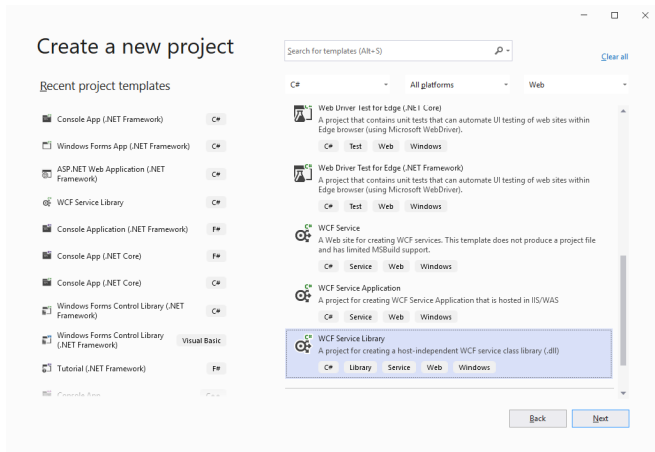 Create a new project
Search for templates (Alt+S)
Clear all
Recent project templates
C#
All platforms
Web
Console App (.NET Framework)
C#
Windows Forms App (.NET Framework)
C#
ASP.NET Web Application (.NET
Framework)
C#
WCF Service Library
C#
Console Application (.NET Framework)
F#
Console App (.NET Core)
F#
Console App (.NET Core)
C#
Windows Forms Control Library (.NET
Framework)
C#
Windows Forms Control Library
(.NET Framework)
Visual Basic
Tutorial (.NET Framework)
F#
Console App
Web Driver Test for Edge (.NET Core)
A project that contains unit tests that can automate UI testing of web sites within
Edge browser (using Microsoft WebDriver).
C# Test Web Windows
Web Driver Test for Edge (.NET Framework)
A project that contains unit tests that can automate UI testing of web sites within
Edge browser (using Microsoft WebDriver).
C# Test Web Windows
WCF Service
A Web site for creating WCF services. This template does not produce a project file
and has limited MSBuild support.
C# Service Web Windows
WCF Service Application
A project for creating WCF Service Application that is hosted in IIS/WAS
C# Service Web Windows
WCF Service Library
A project for creating a host-independent WCF service class library (.dll)
C# Library Service Web Windows
Back
Next